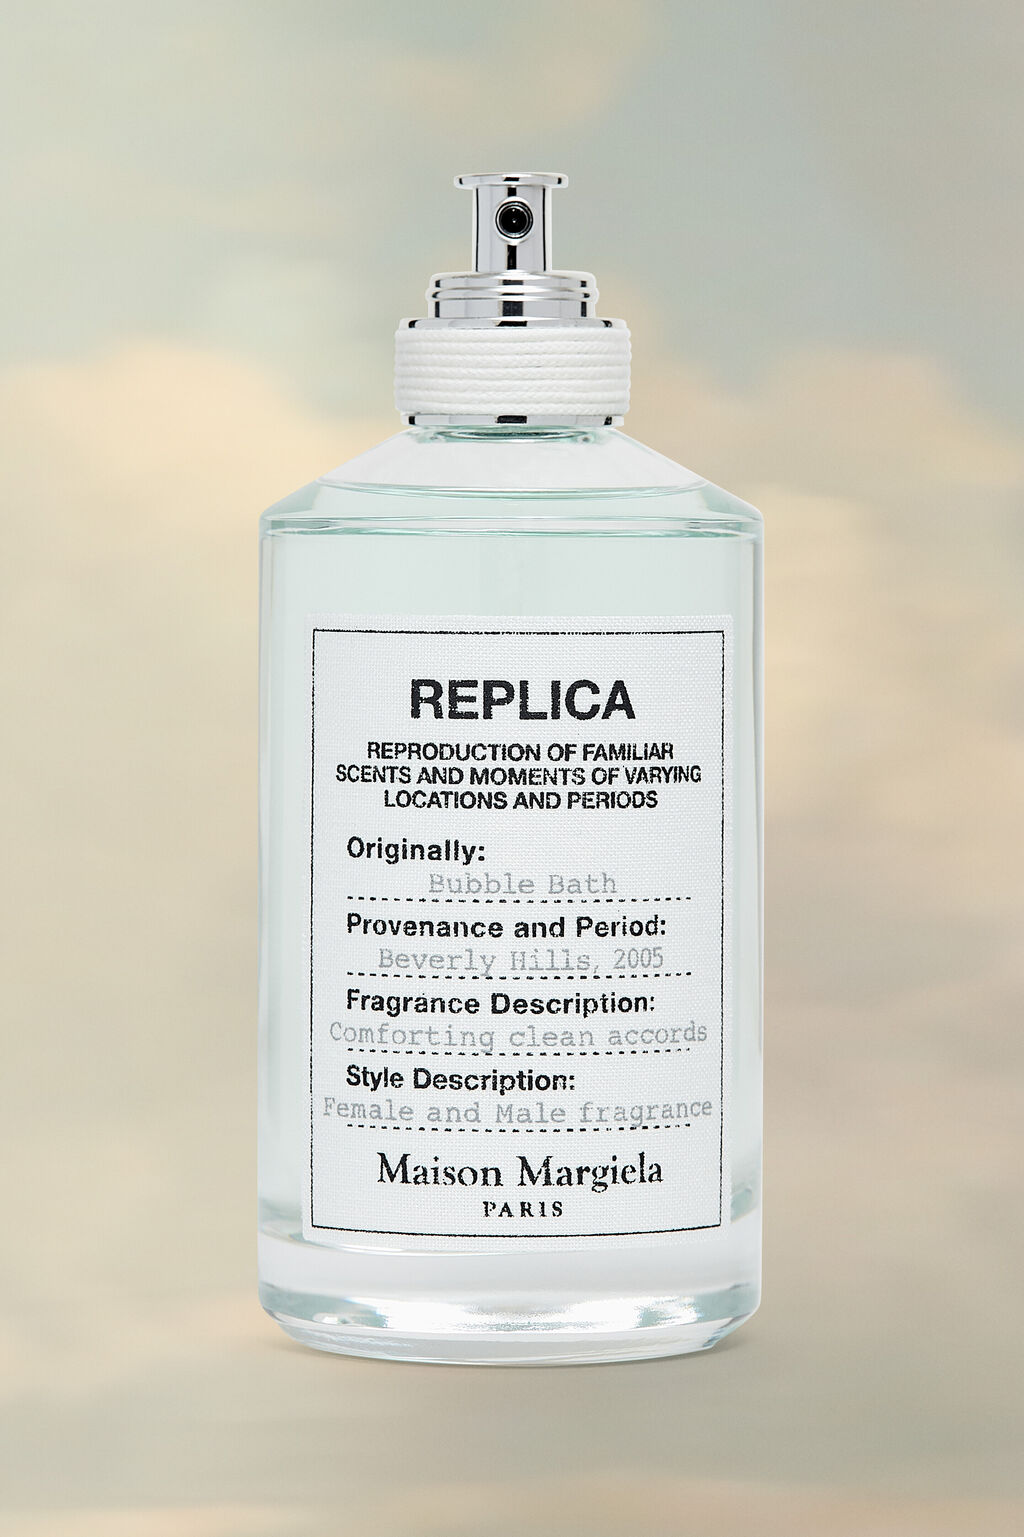 REPLICA
REPRODUCTION OF FAMILIAR
SCENTS AND MOMENTS OF VARYING
LOCATIONS AND PERIODS
Originally:
Bubble Bath
Provenance and Period:
Beverly Hills, 2005
Fragrance Description:
Comforting clean accords
Style Description:
Female and Male fragrance
Maison Margiela
PARIS